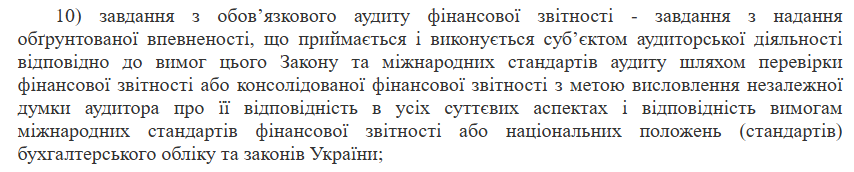 10) завдання з обов’язкового аудиту фінансової звітності - завдання з надання
обґрунтованої впевненості, що приймається і виконується суб’єктом аудиторської діяльності
відповідно до вимог цього Закону та міжнародних стандартів аудиту шляхом перевірки
фінансової звітності або консолідованої фінансової звітності з метою висловлення незалежної
думки аудитора про її відповідність в усіх суттєвих аспектах і відповідність вимогам
міжнародних стандартів фінансової звітності або національних положень (стандартів)
бухгалтерського обліку та законів України;